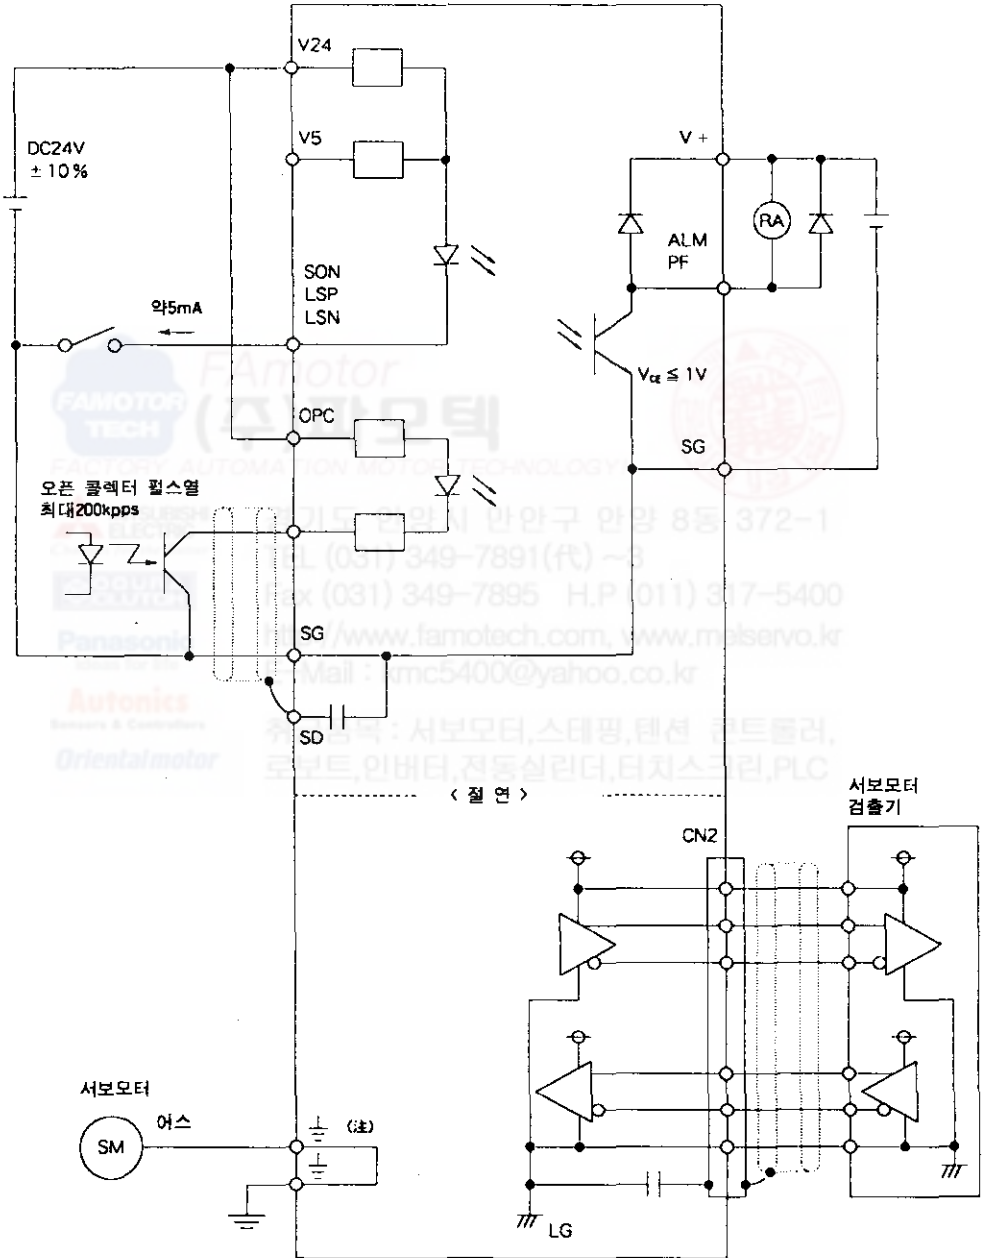 V24
V5
DC24V
±10%
SON
LSP
LSN
약5mA
OPC
오픈 콜렉터 펄스열
최대200kpps
SG
SD
V+
RA
ALM
PF
V CE ≦ 1V
SG
FAmotor
FAMOTOR
TECH
(주)파모텍
FACTORY AUTOMATION MOTOR TECHNOLOGY
ELECTRIC
경기도 안양시 만안구 안양 8동 372-1
TEL (031) 349-7891(代) ~3
Fax (031) 349-7895 H.P (011) 317-5400
http://www.famotech.com, www.melservo.kr
E-Mail : kmc5400@yahoo.co.kr
Panasonic
ideas for life
Autonics
Sensors & Controllers
Orientalmotor
취급품목 : 서보모터,스테핑,텐션 콘트롤러,
로보트,인버터,전동실린더,터치스크린,PLC
< 절 연 >
서보모터
검출기
CN2
서보모터
SM
어스
(注)
LG